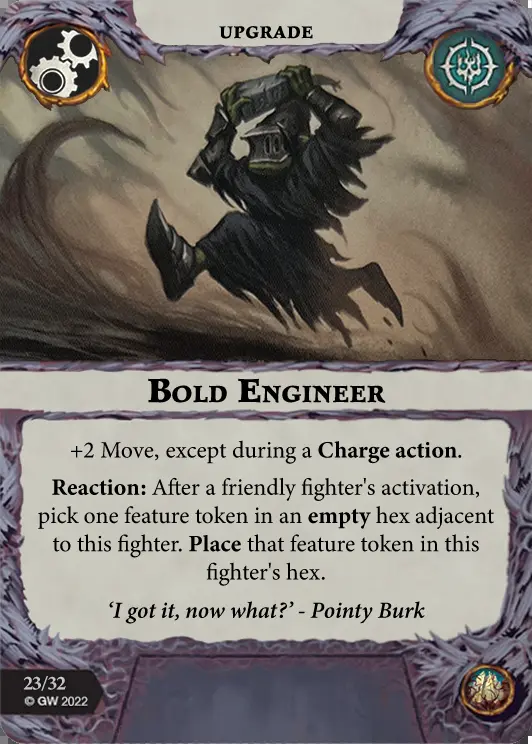 UPGRADE
BOLD ENGINEER
+2 Move, except during a Charge action.
Reaction: After a friendly fighter's activation,
pick one feature token in an empty hex adjacent
to this fighter. Place that feature token in this
fighter's hex.
‘I got it, now what?’ - Pointy Burk
23/32
© GW 2022